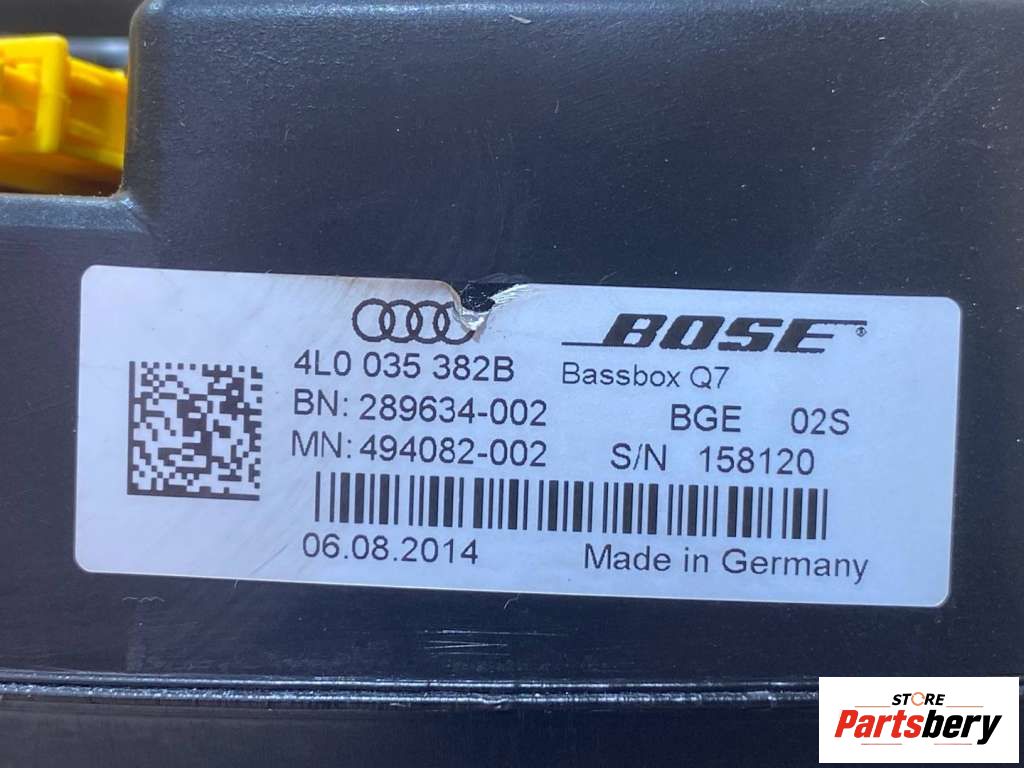 BOSE®
4L0 035 382B Bassbox Q7
BN: 289634-002 BGE 02S
MN: 494082-002 S/N 158120
06.08.2014 Made in Germany
STORE
Partsbery